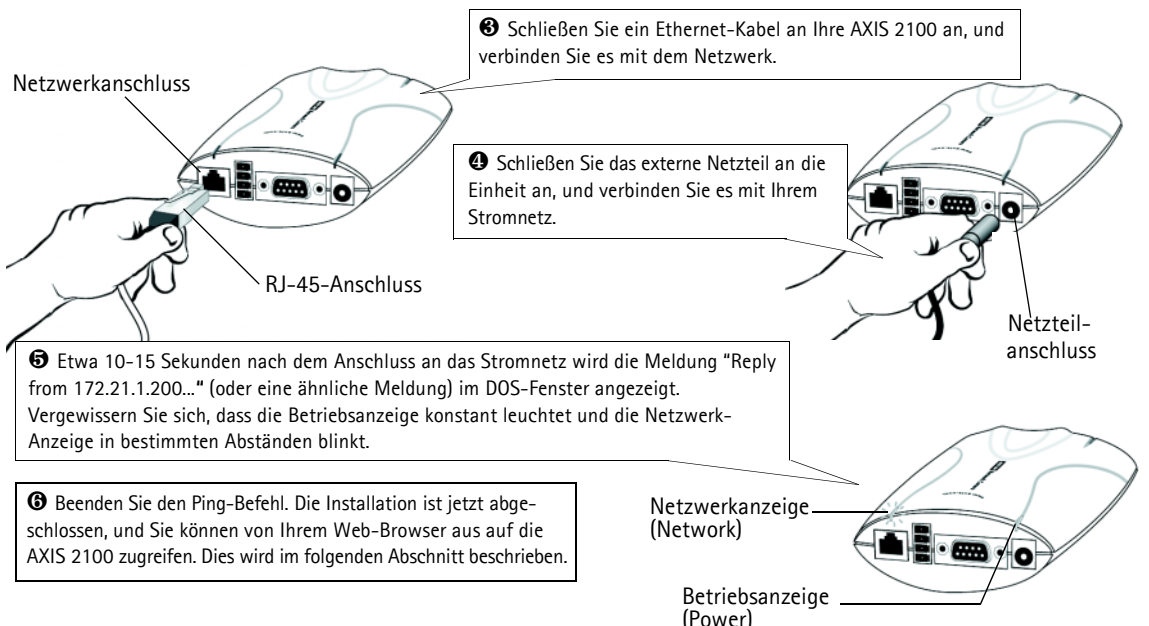 ❸ Schließen Sie ein Ethernet-Kabel an Ihre AXIS 2100 an, und
verbinden Sie es mit dem Netzwerk.
Netzwerkanschluss
❹ Schließen Sie das externe Netzteil an die
Einheit an, und verbinden Sie es mit Ihrem
Stromnetz.
RJ-45-Anschluss
Netzteil-
anschluss
❺ Etwa 10-15 Sekunden nach dem Anschluss an das Stromnetz wird die Meldung "Reply
from 172.21.1.200..." (oder eine ähnliche Meldung) im DOS-Fenster angezeigt.
Vergewissern Sie sich, dass die Betriebsanzeige konstant leuchtet und die Netzwerk-
Anzeige in bestimmten Abständen blinkt.
❻ Beenden Sie den Ping-Befehl. Die Installation ist jetzt abge-
schlossen, und Sie können von Ihrem Web-Browser aus auf die
AXIS 2100 zugreifen. Dies wird im folgenden Abschnitt beschrieben.
Netzwerkanzeige
(Network)
Betriebsanzeige
(Power)